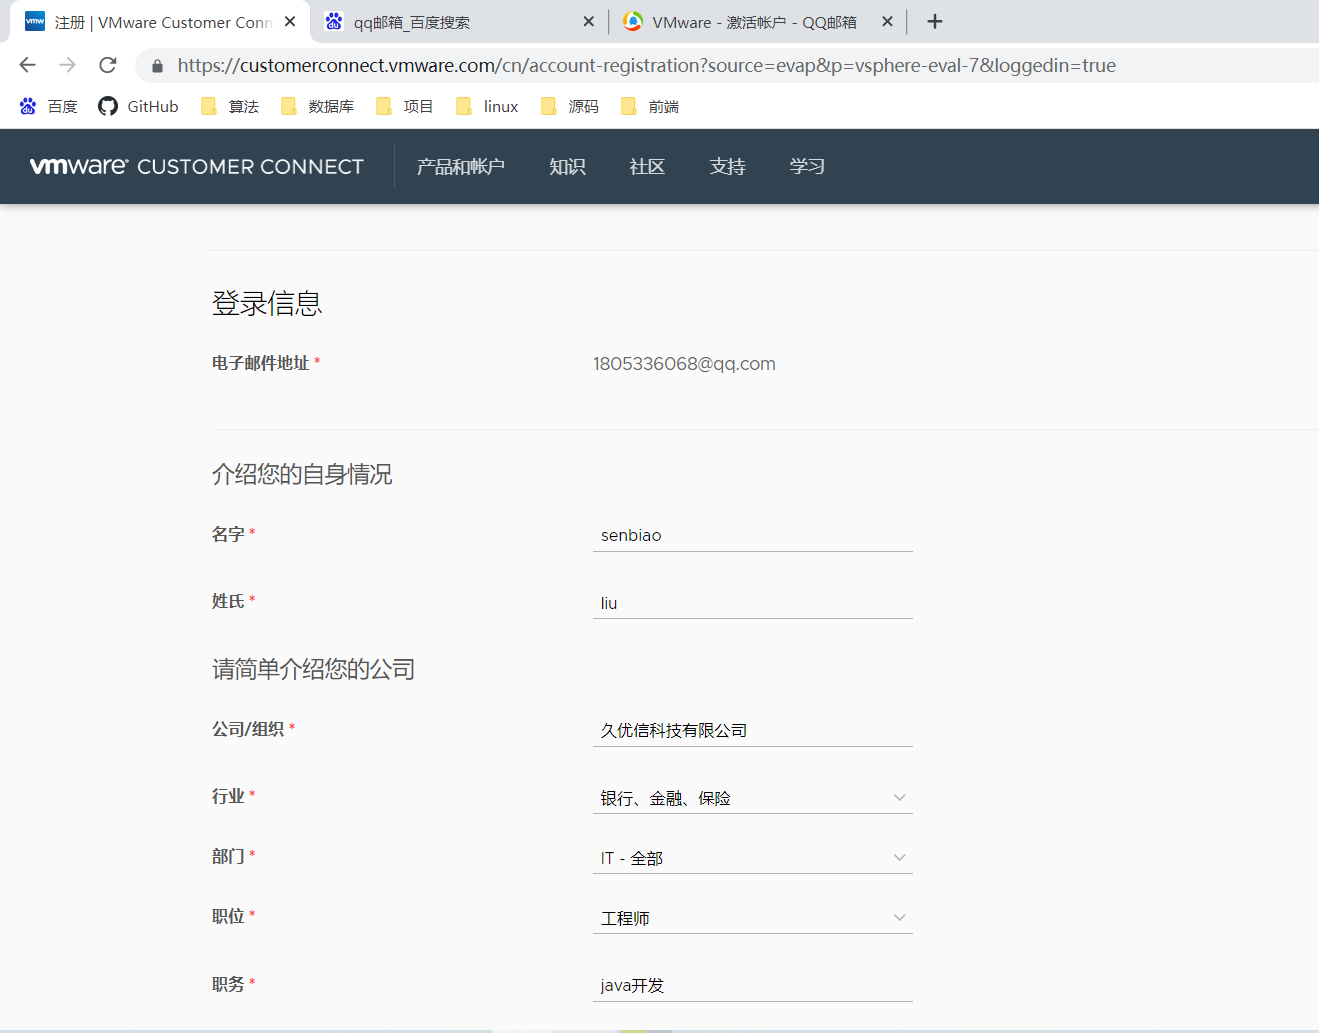 注册 | VMware Customer Conn
qq邮箱_百度搜索
VMware - 激活帐户 - QQ邮箱
https://customerconnect.vmware.com/cn/account-registration?source=evap&p=vsphere-eval-7&loggedin=true
百度 GitHub 算法 数据库 项目 linux 源码 前端
vmware® CUSTOMER CONNECT 产品和帐户 知识 社区 支持 学习
登录信息
电子邮件地址 * 1805336068@qq.com
介绍您的自身情况
名字 * senbiao
姓氏 * liu
请简单介绍您的公司
公司/组织 * 久优信科技有限公司
行业 * 银行、金融、保险
部门 * IT - 全部
职位 * 工程师
职务 * java开发